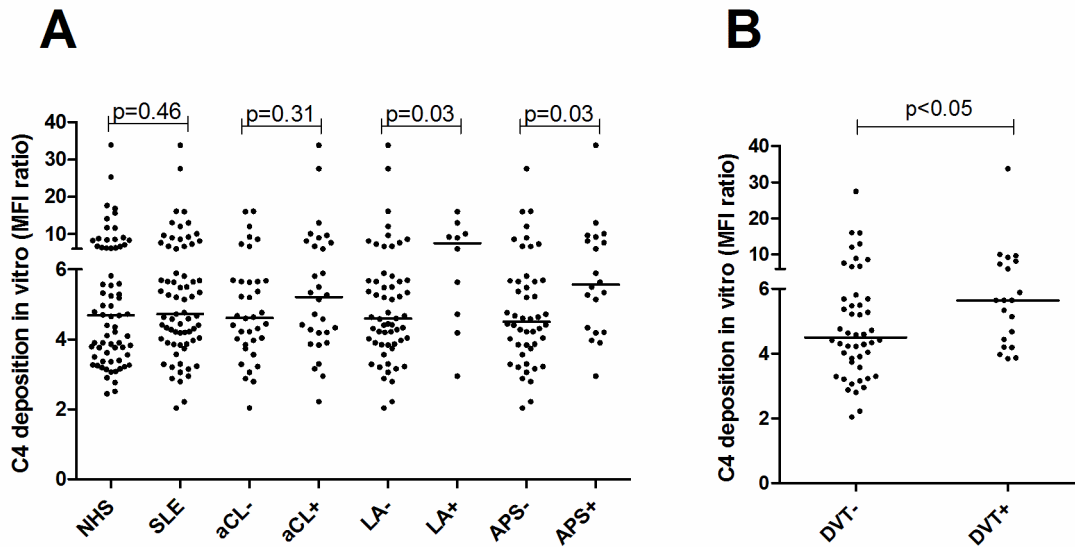 A
B
p=0.46
p=0.31
p=0.03
p=0.03
p<0.05
C4 deposition in vitro (MFI ratio)
40
30
20
10
6
4
2
0
NHS
SLE
aCL-
aCL+
LA-
LA+
APS-
APS+
C4 deposition in vitro (MFI ratio)
40
30
20
10
6
4
2
0
DVT-
DVT+